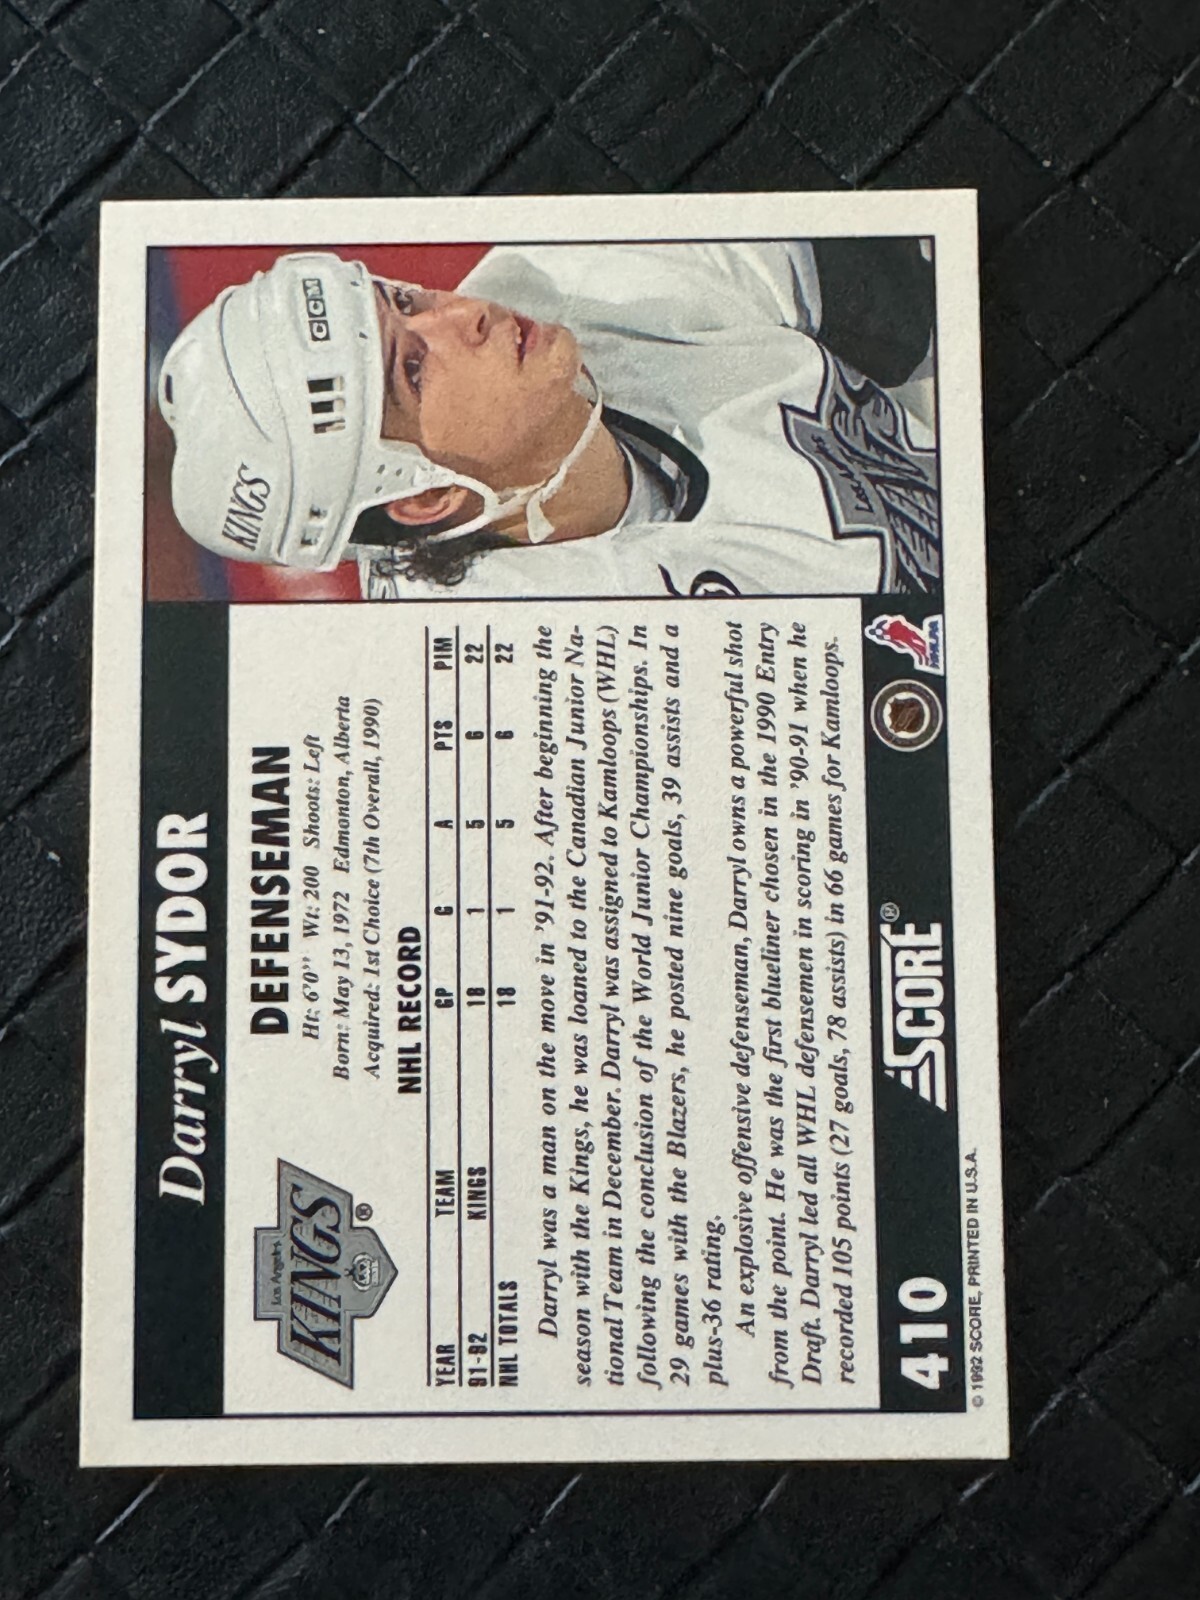 Darryl SYDOR
Los Angeles
KINGS
®
DEFENSEMAN
Ht: 6'0" Wt: 200 Shoots: Left
Born: May 13, 1972 Edmonton, Alberta
Acquired: 1st Choice (7th Overall, 1990)
NHL RECORD
YEAR TEAM GP G A PTS PIM
91-92 KINGS 18 1 5 6 22
NHL TOTALS 18 1 5 6 22
Darryl was a man on the move in '91-92. After beginning the
season with the Kings, he was loaned to the Canadian Junior Na-
tional Team in December. Darryl was assigned to Kamloops (WHL)
following the conclusion of the World Junior Championships. In
29 games with the Blazers, he posted nine goals, 39 assists and a
plus-36 rating.
An explosive offensive defenseman, Darryl owns a powerful shot
from the point. He was the first blueliner chosen in the 1990 Entry
Draft. Darryl led all WHL defensemen in scoring in '90-91 when he
recorded 105 points (27 goals, 78 assists) in 66 games for Kamloops.
410
SCORE®
NHLPA
© 1992 SCORE, PRINTED IN U.S.A.
KINGS
CCM
Los Angeles
KINGS